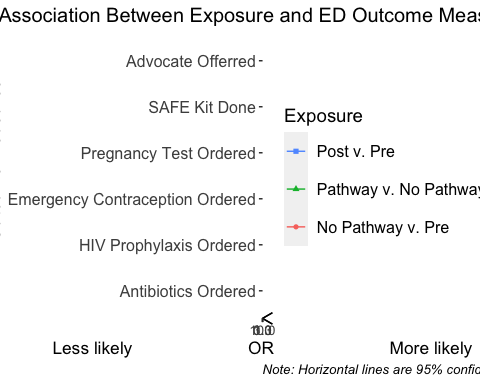 Association Between Exposure and ED Outcome Meas
Advocate Offerred
SAFE Kit Done
Pregnancy Test Ordered
Emergency Contraception Ordered
HIV Prophylaxis Ordered
Antibiotics Ordered
Exposure
Post v. Pre
Pathway v. No Pathway
No Pathway v. Pre
Less likely
OR
More likely
Note: Horizontal lines are 95% confid